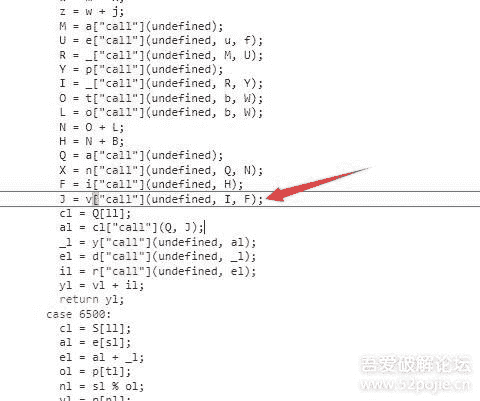 z = w + j;
M = a["call"](undefined);
U = e["call"](undefined, u, f);
R = _["call"](undefined, M, U);
Y = p["call"](undefined);
I = _["call"](undefined, R, Y);
O = t["call"](undefined, b, W);
L = o["call"](undefined, b, W);
N = O + L;
H = N + B;
Q = a["call"](undefined);
X = n["call"](undefined, Q, N);
F = i["call"](undefined, H);
J = v["call"](undefined, I, F);
cl = Q[ll];
al = cl["call"](Q, J);
_l = y["call"](undefined, al);
el = d["call"](undefined, _l);
il = r["call"](undefined, el);
yl = vl + il;
return yl;
case 6500:
cl = S[ll];
al = e[sl];
el = al + _l;
ol = p[tl];
nl = sl % ol;
吾爱破解论坛
www.52pojie.cn